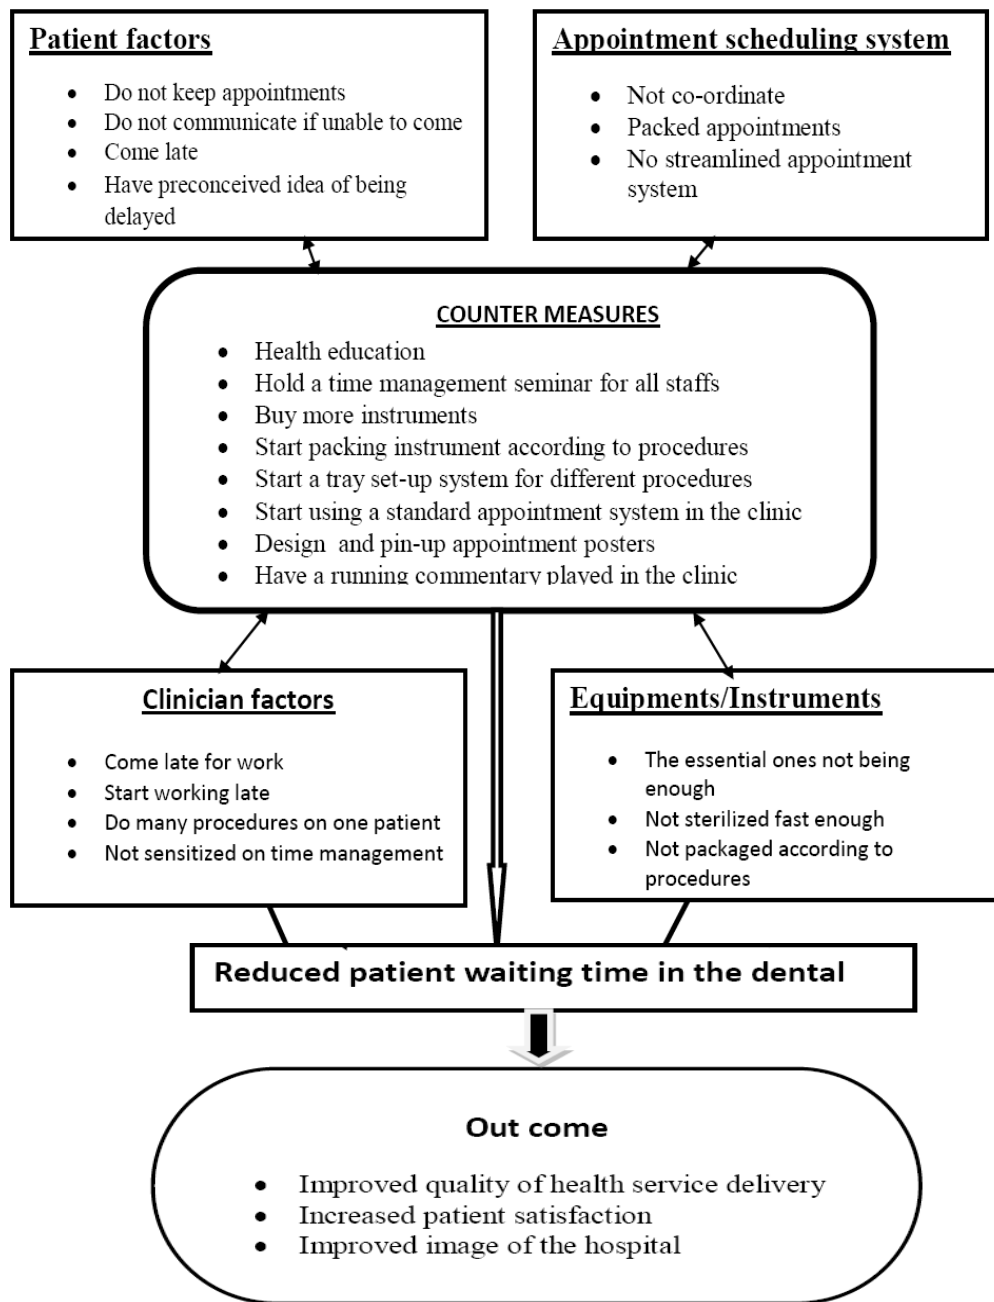 Patient factors
• Do not keep appointments
• Do not communicate if unable to come
• Come late
• Have preconceived idea of being
delayed
Appointment scheduling system
• Not co-ordinate
• Packed appointments
• No streamlined appointment
system
COUNTER MEASURES
• Health education
• Hold a time management seminar for all staffs
• Buy more instruments
• Start packing instrument according to procedures
• Start a tray set-up system for different procedures
• Start using a standard appointment system in the clinic
• Design and pin-up appointment posters
• Have a running commentary played in the clinic
Clinician factors
• Come late for work
• Start working late
• Do many procedures on one patient
• Not sensitized on time management
Equipments/Instruments
• The essential ones not being
enough
• Not sterilized fast enough
• Not packaged according to
procedures
Reduced patient waiting time in the dental
Out come
• Improved quality of health service delivery
• Increased patient satisfaction
• Improved image of the hospital